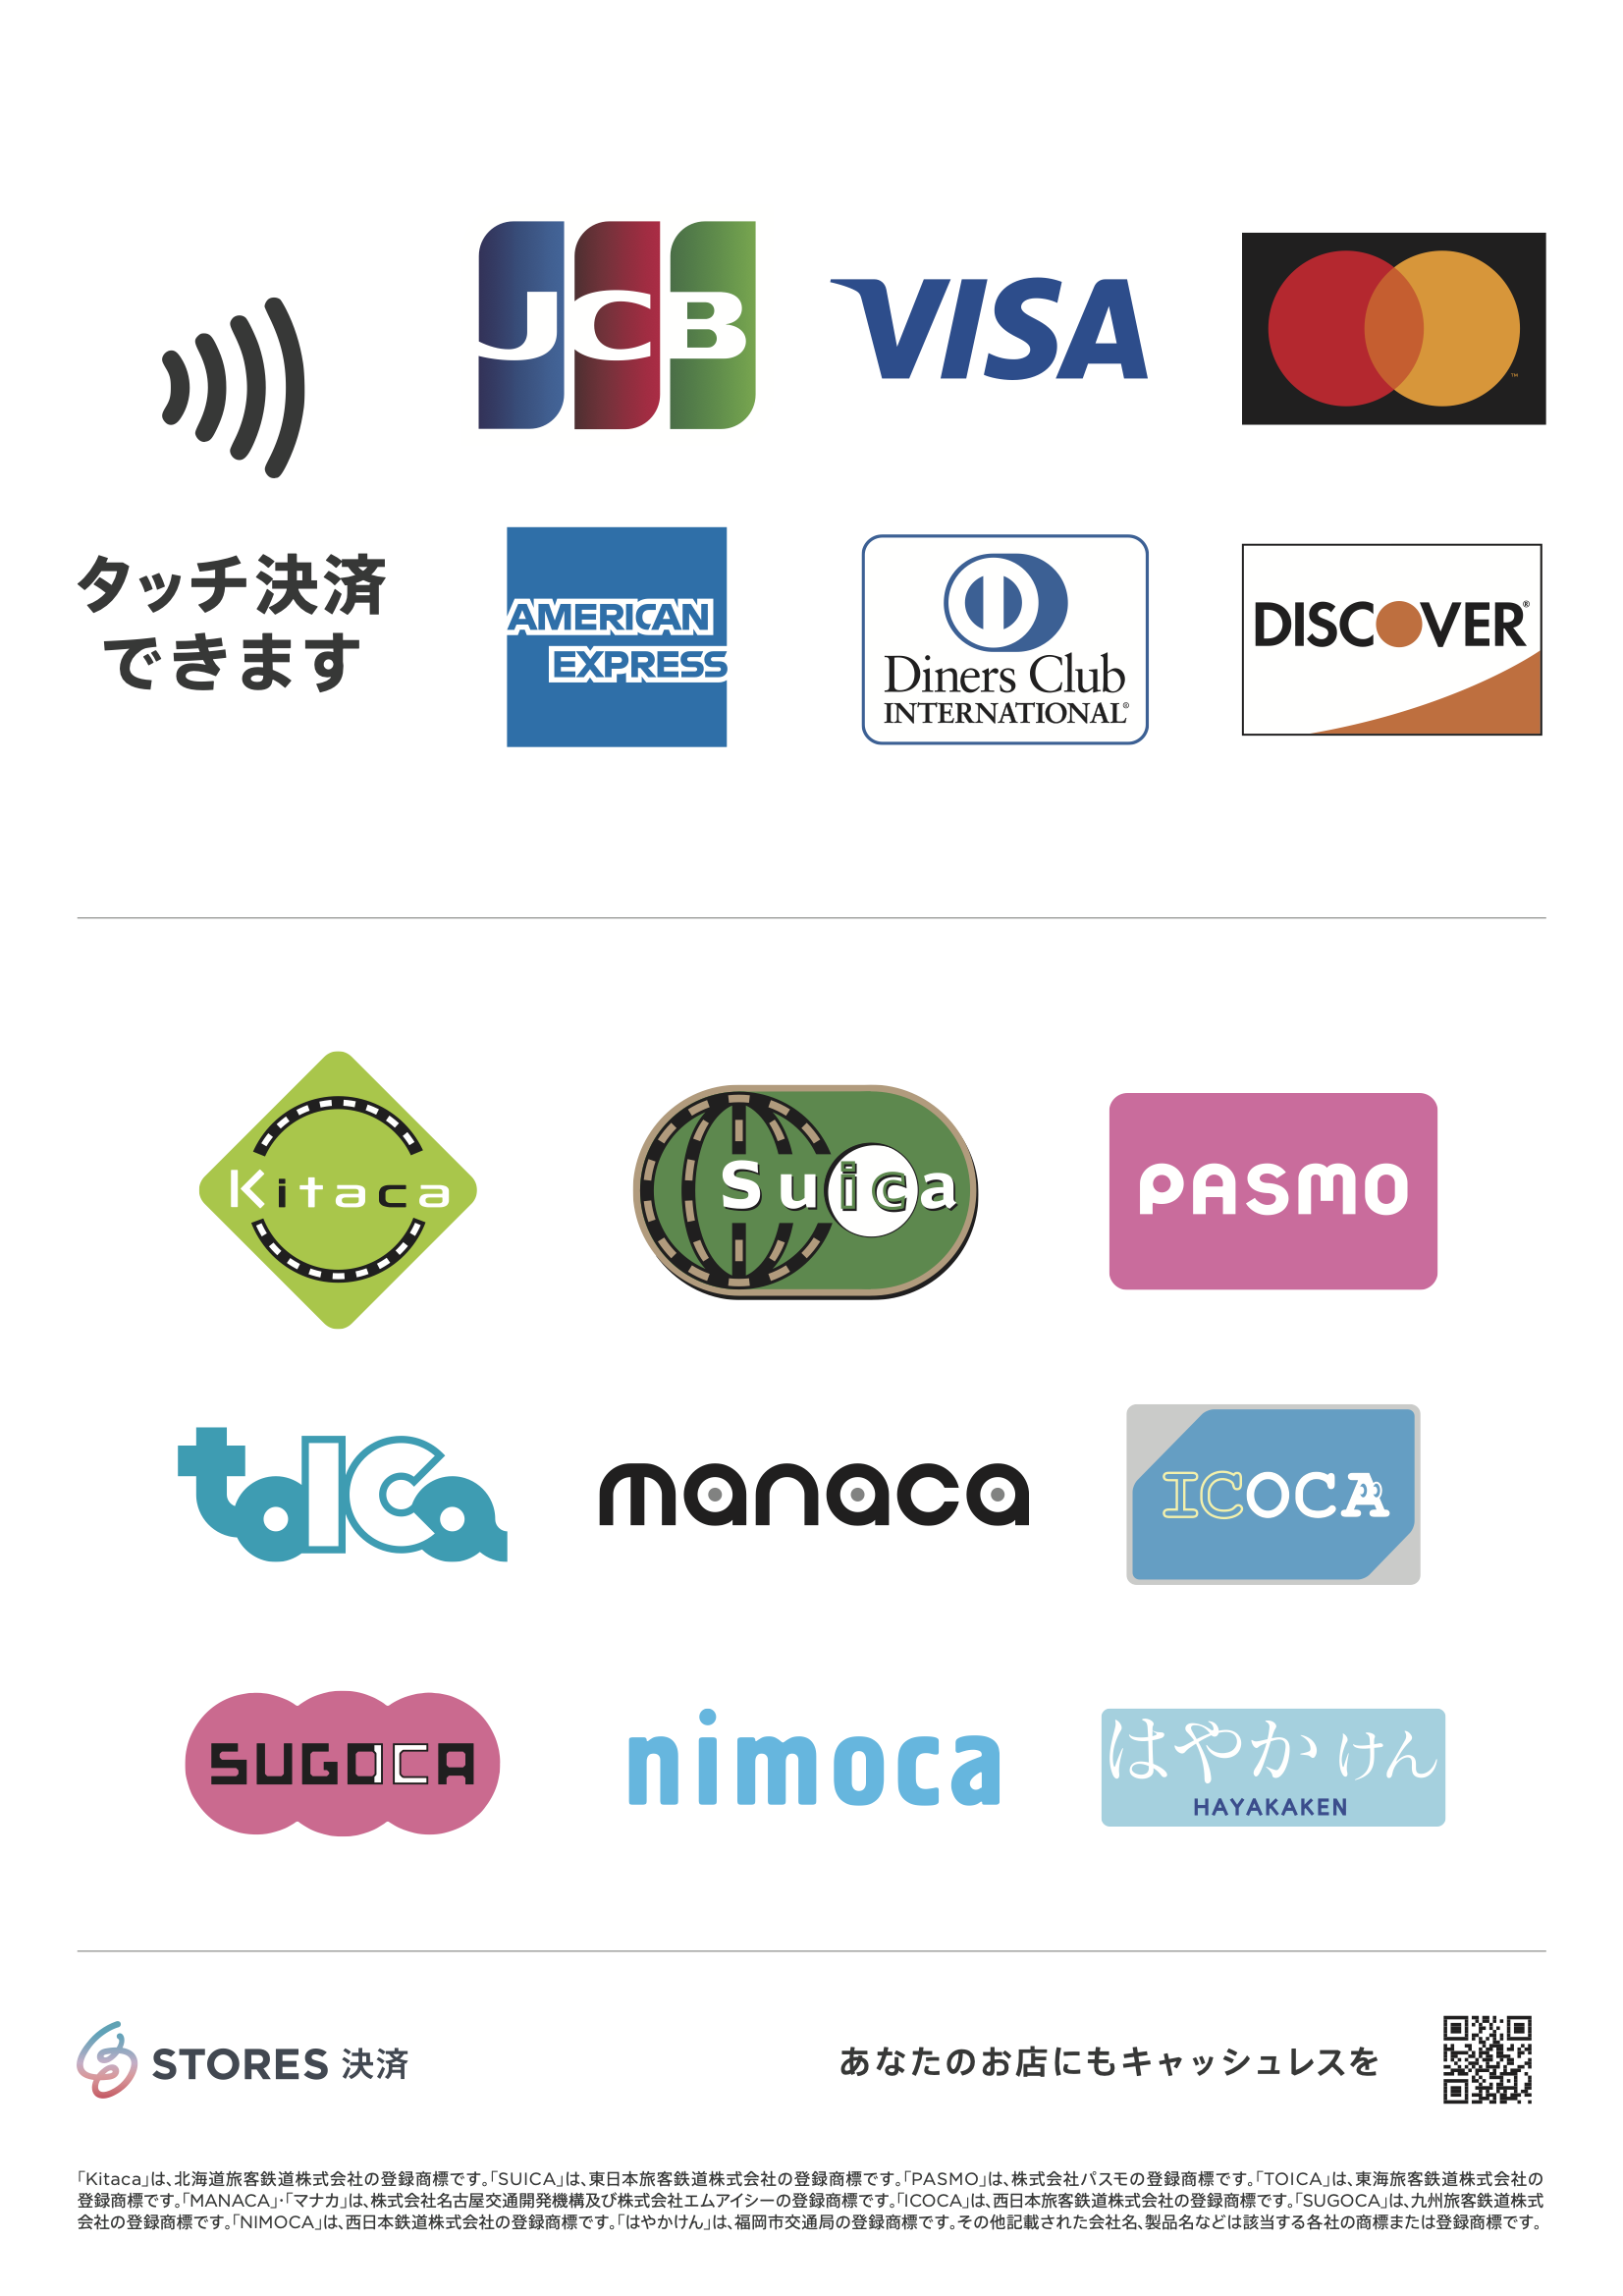 タッチ決済
できます
JCB
VISA
TM
AMERICAN
EXPRESS
Diners Club
INTERNATIONAL®
DISCOVER®
Kitaca
Suica
PASMO
toICa
manaca
ICOCA
SUGOCA
nimoca
はやかけん
HAYAKAKEN
STORES 決済
あなたのお店にもキャッシュレスを
「Kitaca」は、北海道旅客鉄道株式会社の登録商標です。「SUICA」は、東日本旅客鉄道株式会社の登録商標です。「PASMO」は、株式会社パスモの登録商標です。「TOICA」は、東海旅客鉄道株式会社の
登録商標です。「MANACA」・「マナカ」は、株式会社名古屋交通開発機構及び株式会社エムアイシーの登録商標です。「ICOCA」は、西日本旅客鉄道株式会社の登録商標です。「SUGOCA」は、九州旅客鉄道株式
会社の登録商標です。「NIMOCA」は、西日本鉄道株式会社の登録商標です。「はやかけん」は、福岡市交通局の登録商標です。その他記載された会社名、製品名などは該当する各社の商標または登録商標です。